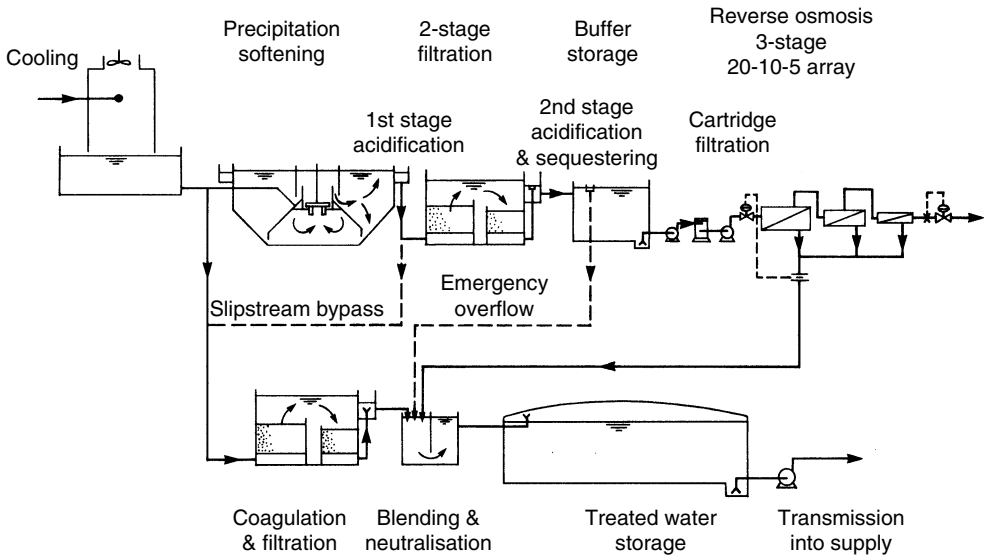 Cooling
Precipitation
softening
2-stage
filtration
Buffer
storage
Reverse osmosis
3-stage
20-10-5 array
1st stage
acidification
2nd stage
acidification
& sequestering
Cartridge
filtration
Slipstream bypass
Emergency
overflow
Coagulation
& filtration
Blending &
neutralisation
Treated water
storage
Transmission
into supply